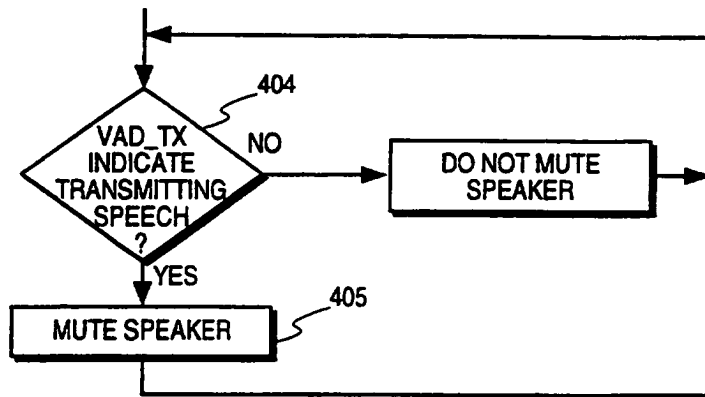 404
VAD_TX
INDICATE
TRANSMITTING
SPEECH
?
NO
DO NOT MUTE
SPEAKER
YES
405
MUTE SPEAKER